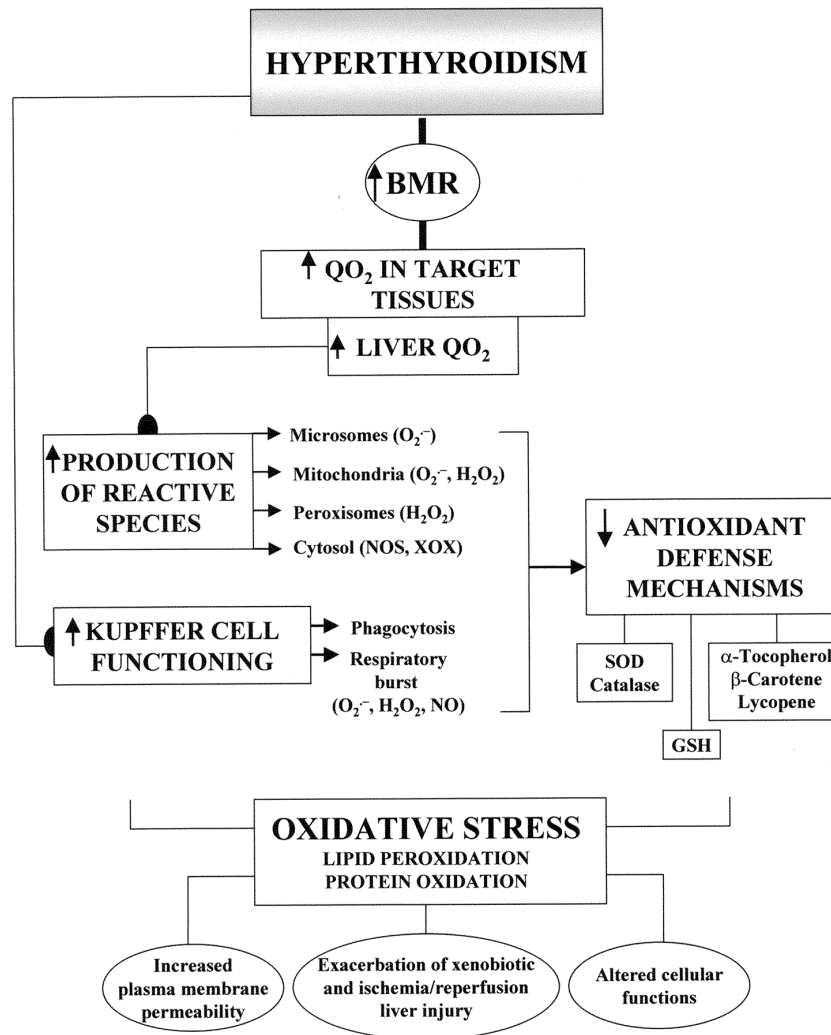 HYPERTHYROIDISM
↑ BMR
↑ QO₂ IN TARGET
TISSUES
↑ LIVER QO₂
↑ PRODUCTION
OF REACTIVE
SPECIES
Microsomes (O₂·⁻)
Mitochondria (O₂·⁻, H₂O₂)
Peroxisomes (H₂O₂)
Cytosol (NOS, XOX)
↑ KUPFFER CELL
FUNCTIONING
Phagocytosis
Respiratory
burst
(O₂·⁻, H₂O₂, NO)
↓ ANTIOXIDANT
DEFENSE
MECHANISMS
SOD
Catalase
GSH
α-Tocopherol
β-Carotene
Lycopene
OXIDATIVE STRESS
LIPID PEROXIDATION
PROTEIN OXIDATION
Increased
plasma membrane
permeability
Exacerbation of xenobiotic
and ischemia/reperfusion
liver injury
Altered cellular
functions